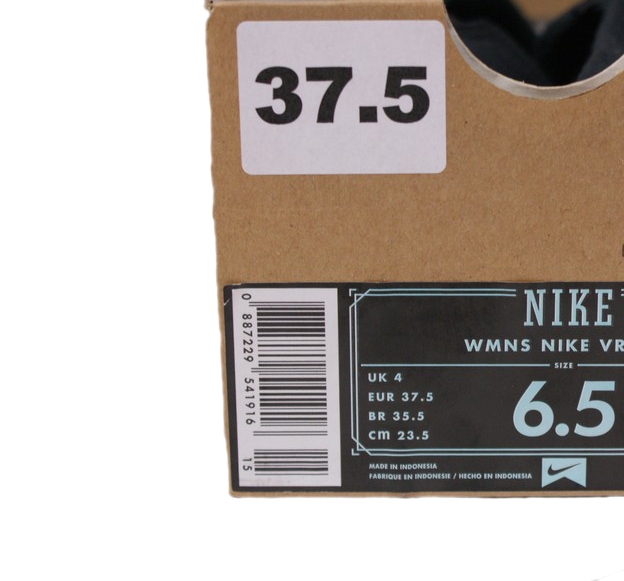 37.5
NIKE
WMNS NIKE VR
SIZE
UK 4
EUR 37.5
BR 35.5
cm 23.5
6.5
MADE IN INDONESIA
FABRIQUE EN INDONESIE / HECHO EN INDONESIA
0 887229 541916 15